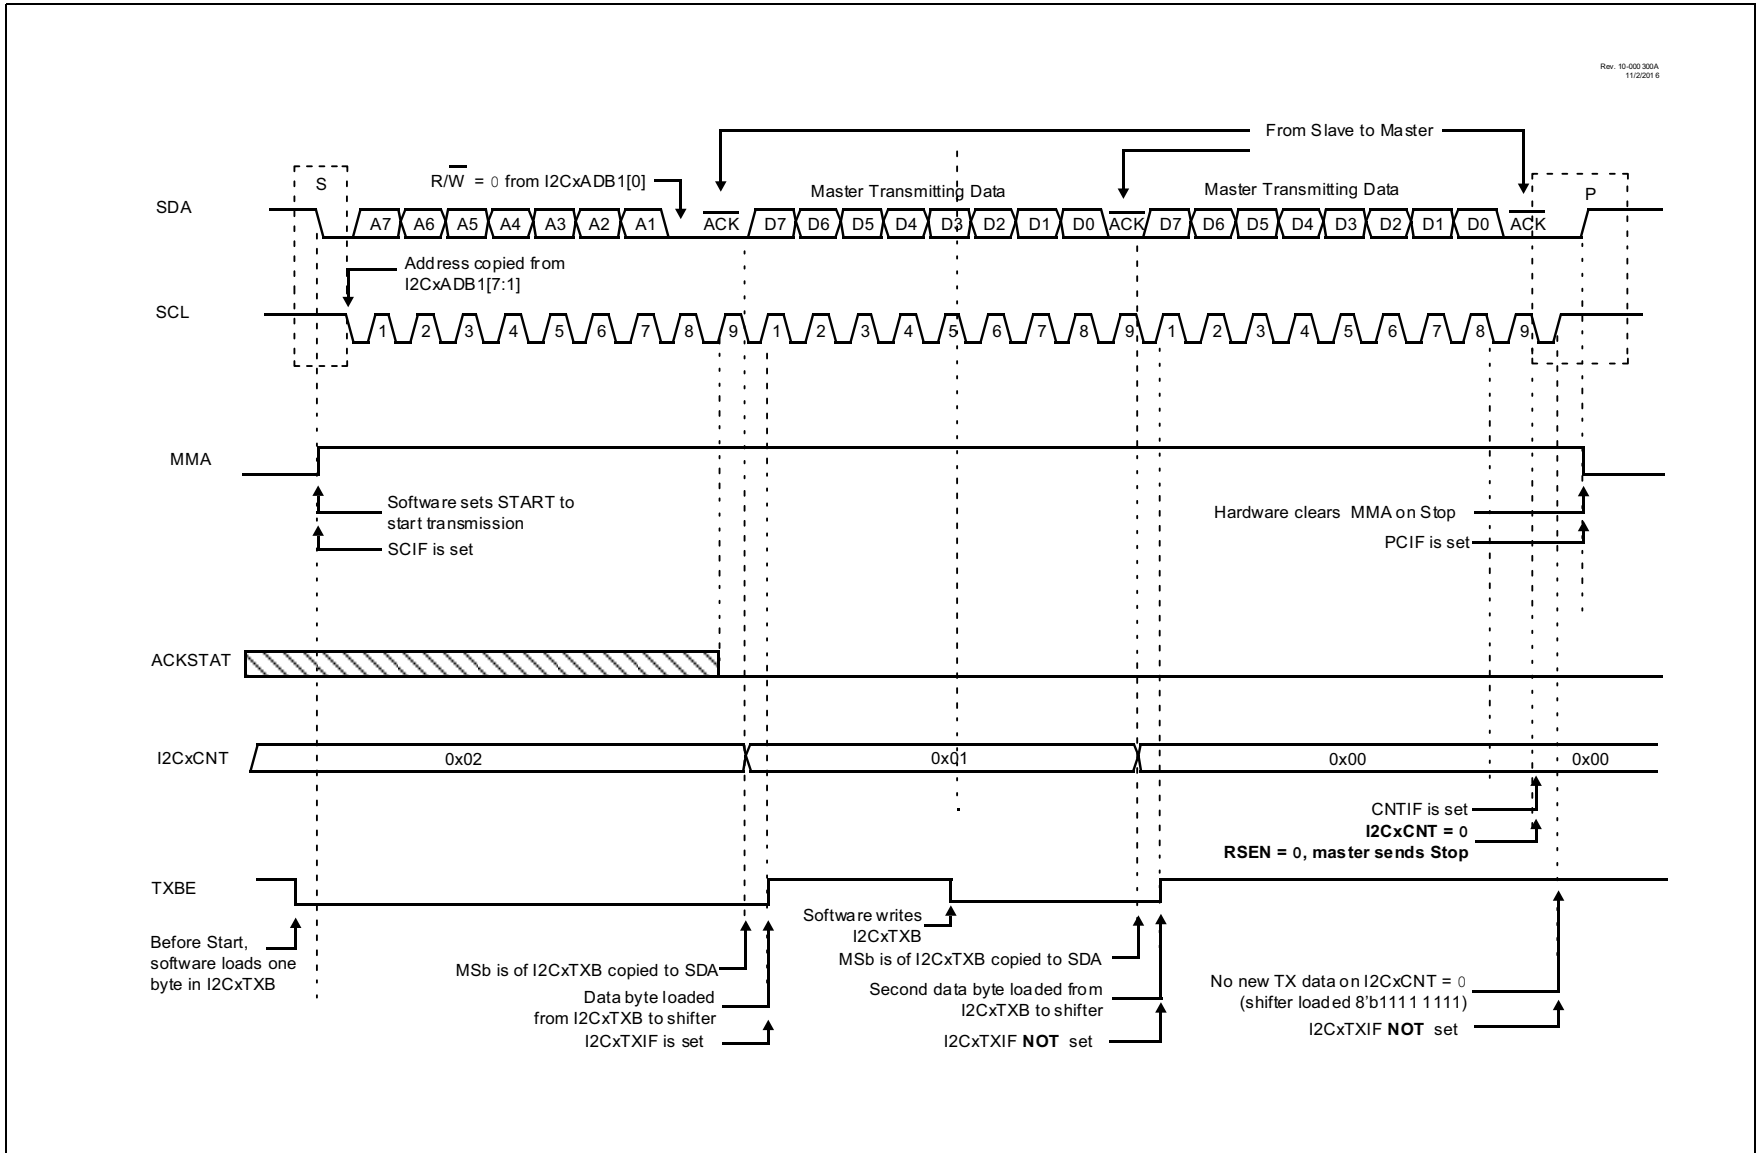 Rev. 10-000300A
11/2/2016
From Slave to Master
S
R/W = 0 from I2CxADB1[0]
Master Transmitting Data
Master Transmitting Data
P
SDA
A7 A6 A5 A4 A3 A2 A1 ACK D7 D6 D5 D4 D3 D2 D1 D0 ACK D7 D6 D5 D4 D3 D2 D1 D0 ACK
Address copied from
I2CxADB1[7:1]
SCL
1 2 3 4 5 6 7 8 9 1 2 3 4 5 6 7 8 9 1 2 3 4 5 6 7 8 9
MMA
Software sets START to
start transmission
SCIF is set
Hardware clears MMA on Stop
PCIF is set
ACKSTAT
I2CxCNT
0x02 0x01 0x00 0x00
CNTIF is set
I2CxCNT = 0
RSEN = 0, master sends Stop
TXBE
Before Start,
software loads one
byte in I2CxTXB
MSb is of I2CxTXB copied to SDA
Data byte loaded
from I2CxTXB to shifter
I2CxTXIF is set
Software writes
I2CxTXB
MSb is of I2CxTXB copied to SDA
Second data byte loaded from
I2CxTXB to shifter
I2CxTXIF NOT set
No new TX data on I2CxCNT = 0
(shifter loaded 8'b1111 1111)
I2CxTXIF NOT set